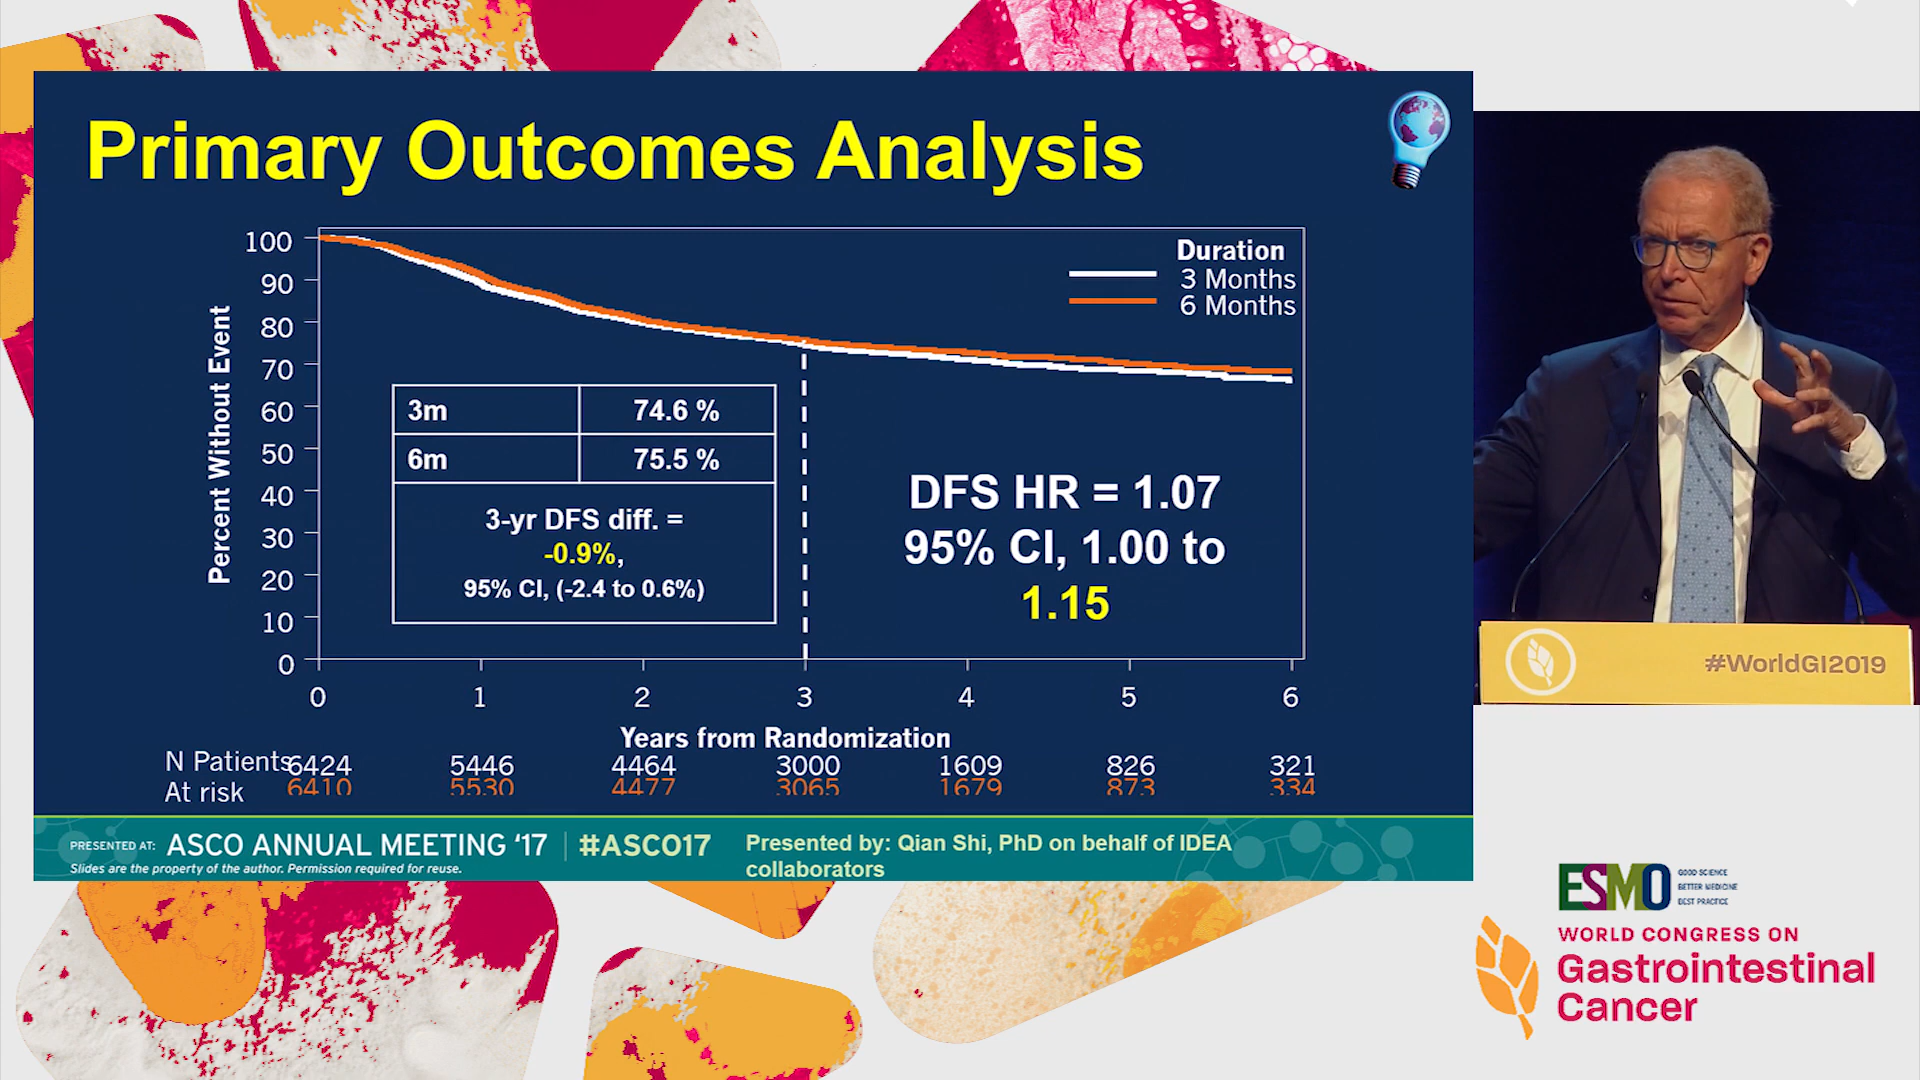 Primary Outcomes Analysis
Duration
3 Months
6 Months
Percent Without Event
100
90
80
70
60
50
40
30
20
10
0
3m 74.6 %
6m 75.5 %
3-yr DFS diff. =
-0.9%,
95% CI, (-2.4 to 0.6%)
DFS HR = 1.07
95% CI, 1.00 to
1.15
0 1 2 3 4 5 6
Years from Randomization
N Patients 6424 5446 4464 3000 1609 826 321
At risk 6410 5530 4477 3065 1679 873 334
PRESENTED AT: ASCO ANNUAL MEETING ‘17 #ASCO17
Slides are the property of the author. Permission required for reuse.
Presented by: Qian Shi, PhD on behalf of IDEA
collaborators
#WorldGI2019
ESMO
GOOD SCIENCE
BETTER MEDICINE
BEST PRACTICE
WORLD CONGRESS ON
Gastrointestinal
Cancer